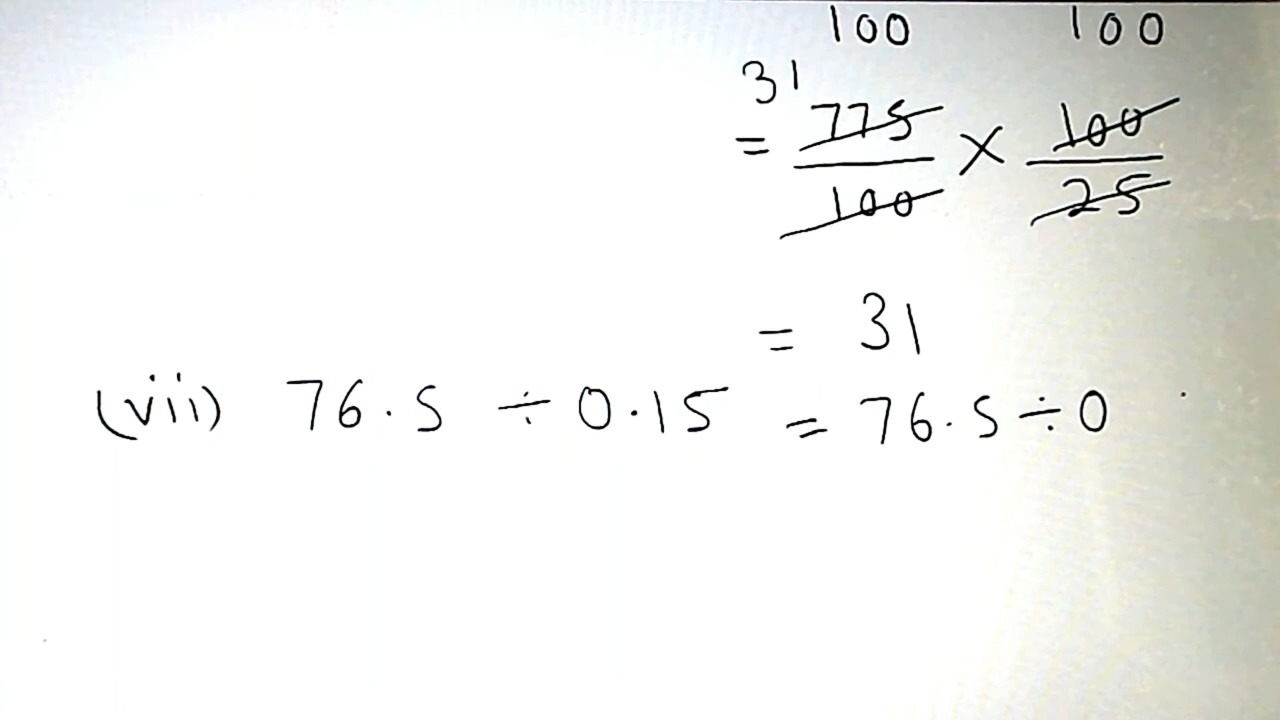 100 100
31
= 775/100 × 100/25
= 31
(vii) 76.5 ÷ 0.15 = 76.5 ÷ 0